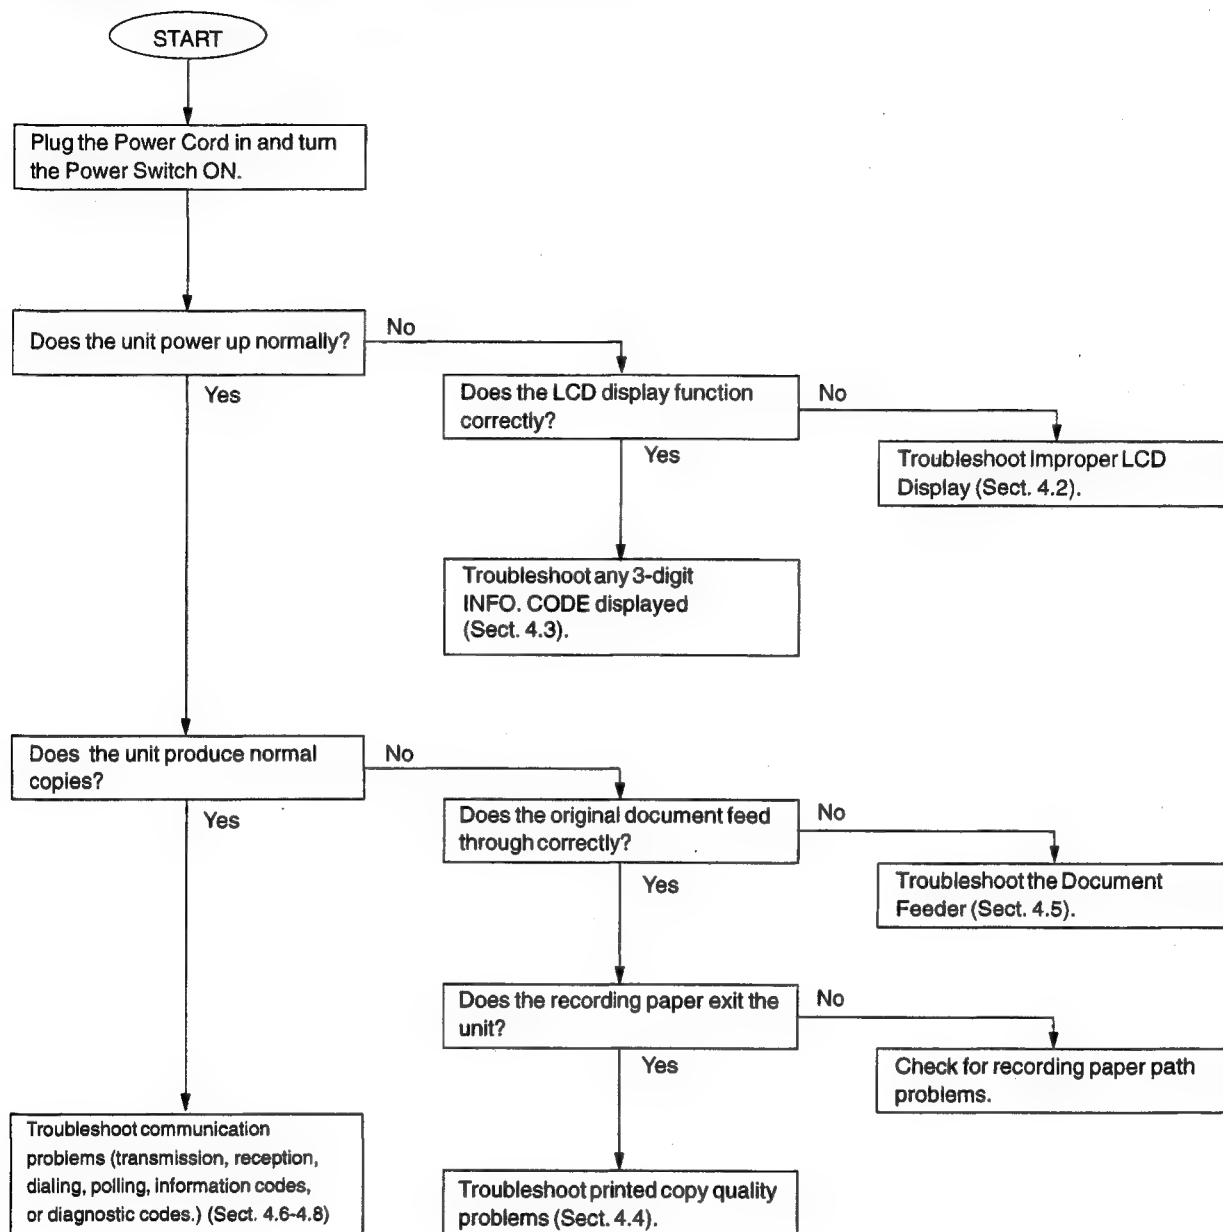 START
Plug the Power Cord in and turn
the Power Switch ON.
Does the unit power up normally?
No
Yes
Does the LCD display function
correctly?
No
Yes
Troubleshoot Improper LCD
Display (Sect. 4.2).
Troubleshoot any 3-digit
INFO. CODE displayed
(Sect. 4.3).
Does the unit produce normal
copies?
No
Yes
Does the original document feed
through correctly?
No
Yes
Troubleshoot the Document
Feeder (Sect. 4.5).
Does the recording paper exit the
unit?
No
Yes
Check for recording paper path
problems.
Troubleshoot communication
problems (transmission, reception,
dialing, polling, information codes,
or diagnostic codes.) (Sect. 4.6-4.8)
Troubleshoot printed copy quality
problems (Sect. 4.4).